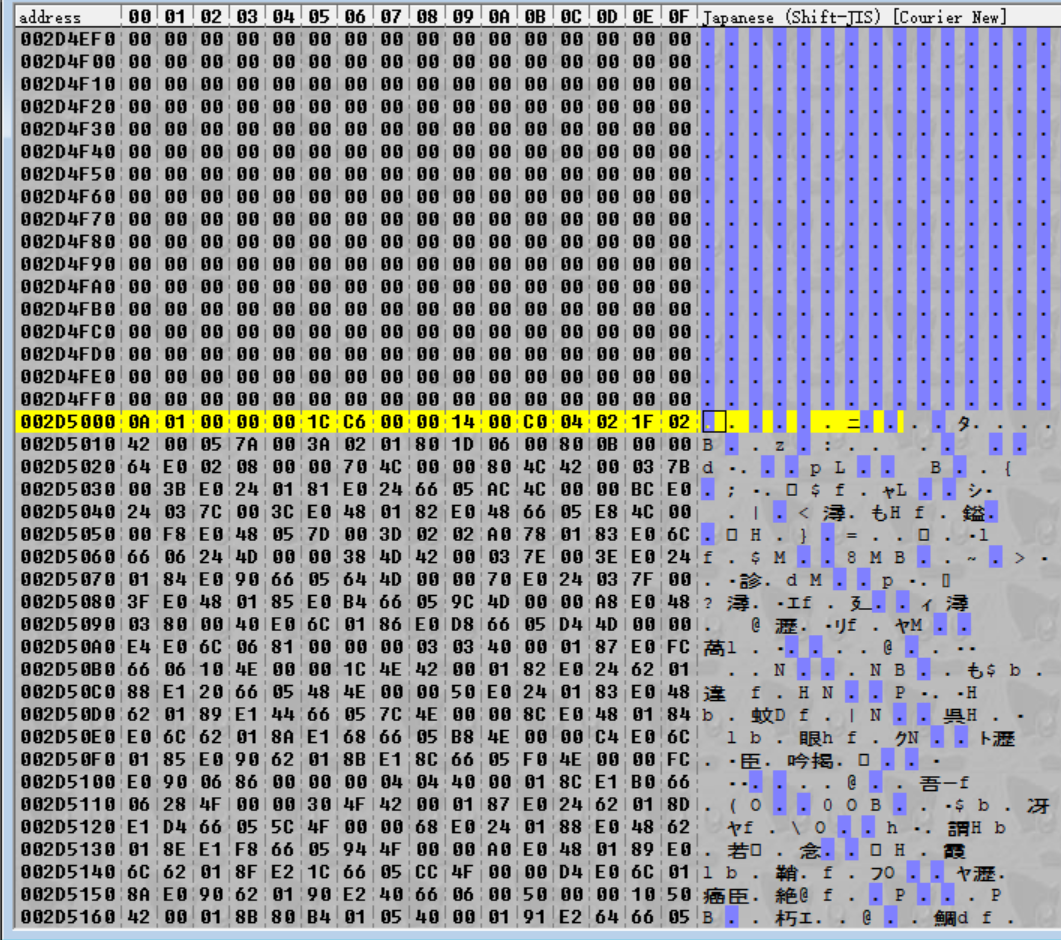 address 00 01 02 03 04 05 06 07 08 09 0A 0B 0C 0D 0E 0F Japanese (Shift-JIS) [Courier New]
002D4EF0 00 00 00 00 00 00 00 00 00 00 00 00 00 00 00 00 . . . . . . . . . . . . . . . .
002D4F00 00 00 00 00 00 00 00 00 00 00 00 00 00 00 00 00 . . . . . . . . . . . . . . . .
002D4F10 00 00 00 00 00 00 00 00 00 00 00 00 00 00 00 00 . . . . . . . . . . . . . . . .
002D4F20 00 00 00 00 00 00 00 00 00 00 00 00 00 00 00 00 . . . . . . . . . . . . . . . .
002D4F30 00 00 00 00 00 00 00 00 00 00 00 00 00 00 00 00 . . . . . . . . . . . . . . . .
002D4F40 00 00 00 00 00 00 00 00 00 00 00 00 00 00 00 00 . . . . . . . . . . . . . . . .
002D4F50 00 00 00 00 00 00 00 00 00 00 00 00 00 00 00 00 . . . . . . . . . . . . . . . .
002D4F60 00 00 00 00 00 00 00 00 00 00 00 00 00 00 00 00 . . . . . . . . . . . . . . . .
002D4F70 00 00 00 00 00 00 00 00 00 00 00 00 00 00 00 00 . . . . . . . . . . . . . . . .
002D4F80 00 00 00 00 00 00 00 00 00 00 00 00 00 00 00 00 . . . . . . . . . . . . . . . .
002D4F90 00 00 00 00 00 00 00 00 00 00 00 00 00 00 00 00 . . . . . . . . . . . . . . . .
002D4FA0 00 00 00 00 00 00 00 00 00 00 00 00 00 00 00 00 . . . . . . . . . . . . . . . .
002D4FB0 00 00 00 00 00 00 00 00 00 00 00 00 00 00 00 00 . . . . . . . . . . . . . . . .
002D4FC0 00 00 00 00 00 00 00 00 00 00 00 00 00 00 00 00 . . . . . . . . . . . . . . . .
002D4FD0 00 00 00 00 00 00 00 00 00 00 00 00 00 00 00 00 . . . . . . . . . . . . . . . .
002D4FE0 00 00 00 00 00 00 00 00 00 00 00 00 00 00 00 00 . . . . . . . . . . . . . . . .
002D4FF0 00 00 00 00 00 00 00 00 00 00 00 00 00 00 00 00 . . . . . . . . . . . . . . . .
002D5000 0A 01 00 00 00 1C C6 00 00 14 00 C0 04 02 1F 02 . . . . . . ニ . . . . タ . . . .
002D5010 42 00 05 7A 00 3A 02 01 80 1D 06 00 80 0B 00 00 B . . z . : . . . . . . . .
002D5020 64 E0 02 08 00 00 70 4C 00 00 80 4C 42 00 03 7B d ・. . . . p L . . B . . {
002D5030 00 3B E0 24 01 81 E0 24 66 05 AC 4C 00 00 BC E0 . ; ・. □ $ f . ャ L . . シ ・
002D5040 24 03 7C 00 3C E0 48 01 82 E0 48 66 05 E8 4C 00 . | . < 澪 . も H f . 鎰 .
002D5050 00 F8 E0 48 05 7D 00 3D 02 02 A0 78 01 83 E0 6C . □ H . } . = . . □ . ・l
002D5060 66 06 24 4D 00 00 38 4D 42 00 03 7E 00 3E E0 24 f . $ M . . 8 M B . . ~ . > ・
002D5070 01 84 E0 90 66 05 64 4D 00 00 70 E0 24 03 7F 00 . ・診 . d M . . p ・. □
002D5080 3F E0 48 01 85 E0 B4 66 05 9C 4D 00 00 A8 E0 48 ? 澪 . ・ エ f . 廴 . . ィ 澪
002D5090 03 80 00 40 E0 6C 01 86 E0 D8 66 05 D4 4D 00 00 . @ 瀝 . ・ リ f . ヤ M . .
002D50A0 E4 E0 6C 06 81 00 00 00 03 03 40 00 01 87 E0 FC 萬 l . ・ . . . . . @ . . ・・
002D50B0 66 06 10 4E 00 00 1C 4E 42 00 01 82 E0 24 62 01 . . N . . . N B . . も $ b .
002D50C0 88 E1 20 66 05 48 4E 00 00 50 E0 24 01 83 E0 48 違 f . H N . . P ・. ・H
002D50D0 62 01 89 E1 44 66 05 7C 4E 00 00 8C E0 48 01 84 b . 蚊 D f . | N . . 呉 H . ・
002D50E0 E0 6C 62 01 8A E1 68 66 05 B8 4E 00 00 C4 E0 6C l b . 眼 h f . ク N . . ト 瀝
002D50F0 01 85 E0 90 62 01 8B E1 8C 66 05 F0 4E 00 00 FC . ・臣 . 吟 掲 . □ . . ・
002D5100 E0 90 06 86 00 00 00 04 04 40 00 01 8C E1 B0 66 ・・. . . . . @ . . 吾 ー f
002D5110 06 28 4F 00 00 30 4F 42 00 01 87 E0 24 62 01 8D . ( O . . 0 O B . . ・$ b . 冴
002D5120 E1 D4 66 05 5C 4F 00 00 68 E0 24 01 88 E0 48 62 ヤ f . \ O . . h ・. 謂 H b
002D5130 01 8E E1 F8 66 05 94 4F 00 00 A0 E0 48 01 89 E0 . 若 □ . 念 . . □ H . 霞
002D5140 6C 62 01 8F E2 1C 66 05 CC 4F 00 00 D4 E0 6C 01 l b . 鞘 . f . フ O . . ヤ 瀝 .
002D5150 8A E0 90 62 01 90 E2 40 66 06 00 50 00 00 10 50 痛 臣 . 絶 @ f . . P . . . P
002D5160 42 00 01 8B 80 B4 01 05 40 00 01 91 E2 64 66 05 B . . 朽 エ . . @ . . 鯛 d f .